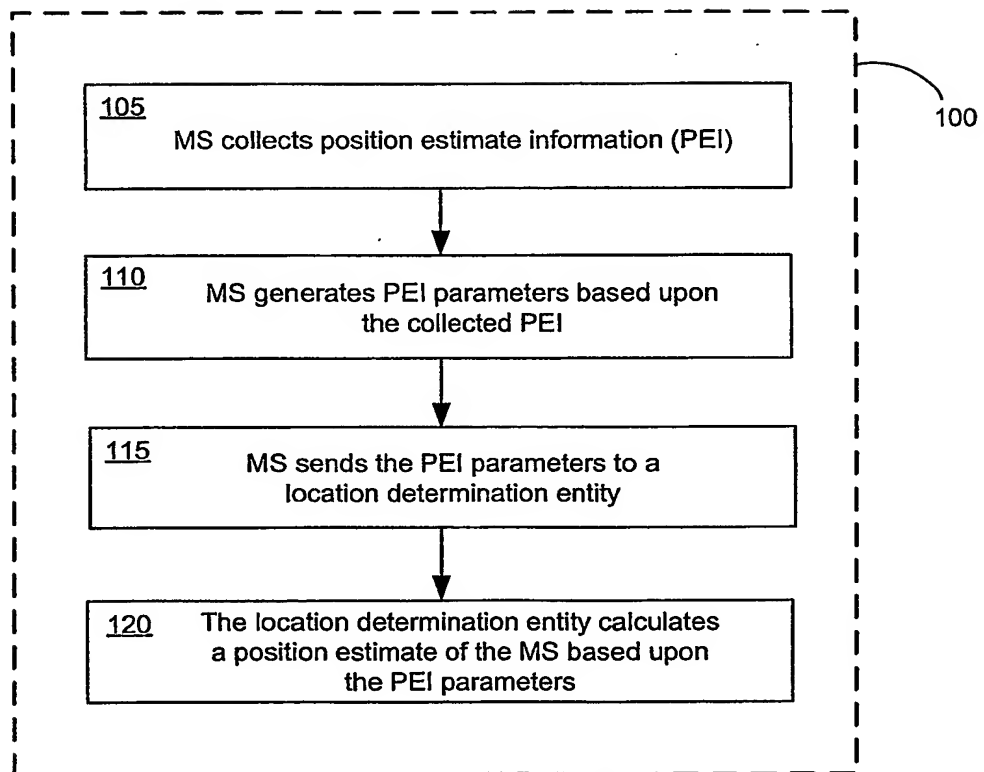 105
MS collects position estimate information (PEI)
100
110
MS generates PEI parameters based upon
the collected PEI
115
MS sends the PEI parameters to a
location determination entity
120
The location determination entity calculates
a position estimate of the MS based upon
the PEI parameters